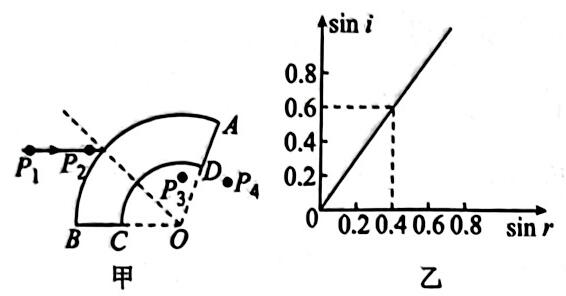 A
P₁
P₂
D
P₃
P₄
B
C
O
甲
sin i
0.8
0.6
0.4
0.2
0
0.2 0.4 0.6 0.8
sin r
乙